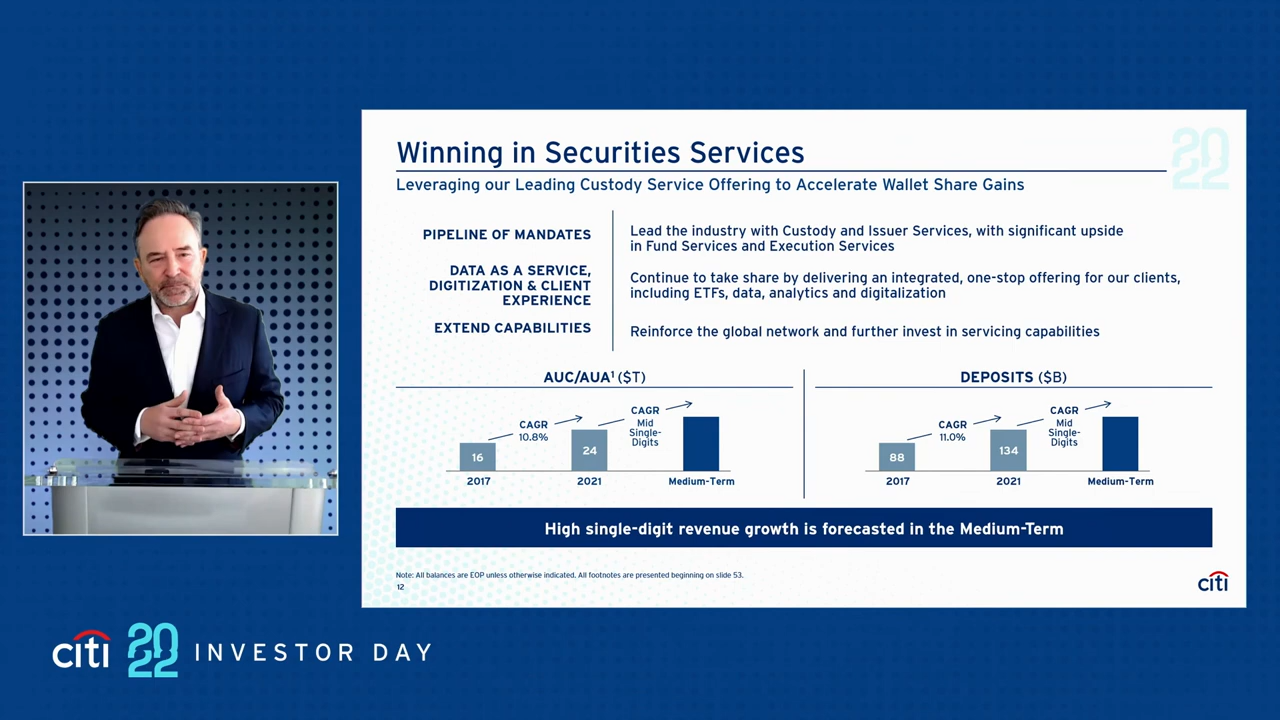 Winning in Securities Services
2022
Leveraging our Leading Custody Service Offering to Accelerate Wallet Share Gains
PIPELINE OF MANDATES
Lead the industry with Custody and Issuer Services, with significant upside
in Fund Services and Execution Services
DATA AS A SERVICE,
DIGITIZATION & CLIENT
EXPERIENCE
Continue to take share by delivering an integrated, one-stop offering for our clients,
including ETFs, data, analytics and digitalization
EXTEND CAPABILITIES
Reinforce the global network and further invest in servicing capabilities
AUC/AUA¹ ($T)
CAGR
10.8%
CAGR
Mid
Single-
Digits
16
24
2017
2021
Medium-Term
DEPOSITS ($B)
CAGR
11.0%
CAGR
Mid
Single-
Digits
88
134
2017
2021
Medium-Term
High single-digit revenue growth is forecasted in the Medium-Term
Note: All balances are EOP unless otherwise indicated. All footnotes are presented beginning on slide 53.
12
citi
citi 2022 INVESTOR DAY